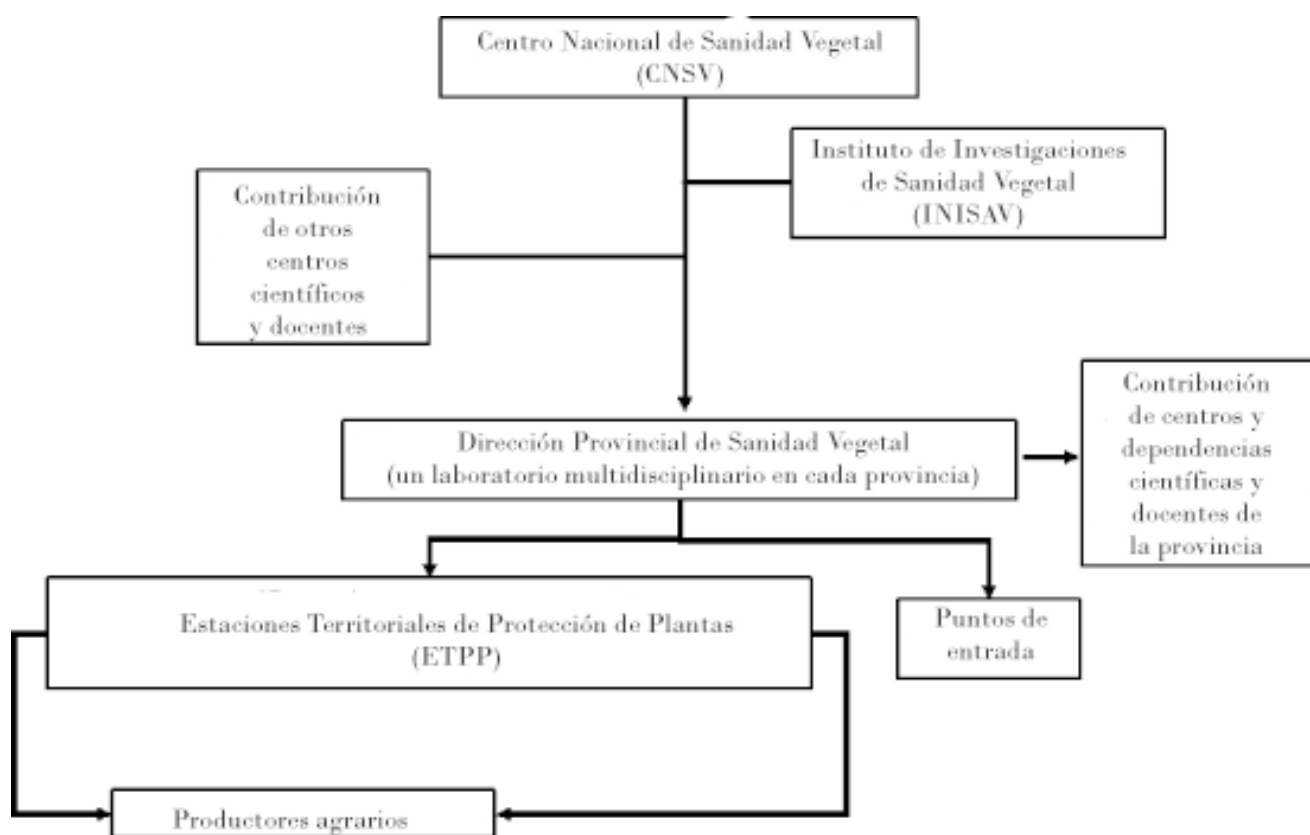 Centro Nacional de Sanidad Vegetal
(CNSV)
Instituto de Investigaciones
de Sanidad Vegetal
(INISAV)
Contribución
de otros
centros
científicos
y docentes
Dirección Provincial de Sanidad Vegetal
(un laboratorio multidisciplinario en cada provincia)
Contribución
de centros y
dependencias
científicas y
docentes de
la provincia
Estaciones Territoriales de Protección de Plantas
(ETPP)
Puntos de
entrada
Productores agrarios